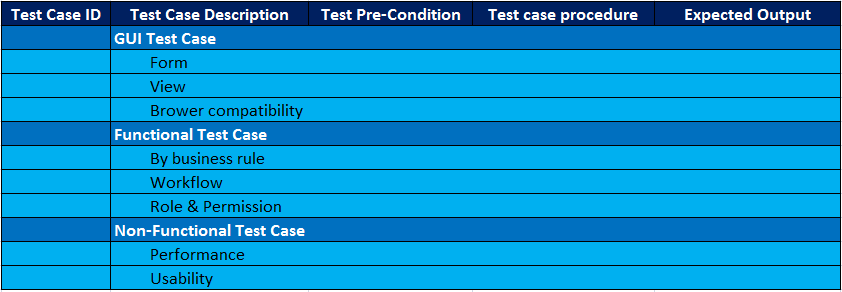 Test Case ID Test Case Description Test Pre-Condition Test case procedure Expected Output
GUI Test Case
Form
View
Brower compatibility
Functional Test Case
By business rule
Workflow
Role & Permission
Non-Functional Test Case
Performance
Usability